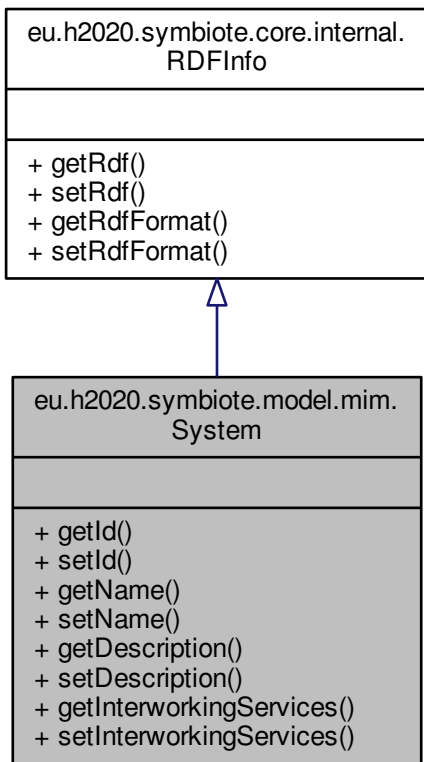 eu.h2020.symbiote.core.internal.
RDFInfo
+ getRdf()
+ setRdf()
+ getRdfFormat()
+ setRdfFormat()
eu.h2020.symbiote.model.mim.
System
+ getId()
+ setId()
+ getName()
+ setName()
+ getDescription()
+ setDescription()
+ getInterworkingServices()
+ setInterworkingServices()